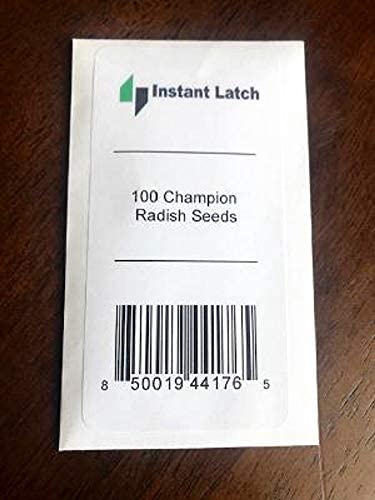 Instant Latch
100 Champion
Radish Seeds
8 50019 44176 5